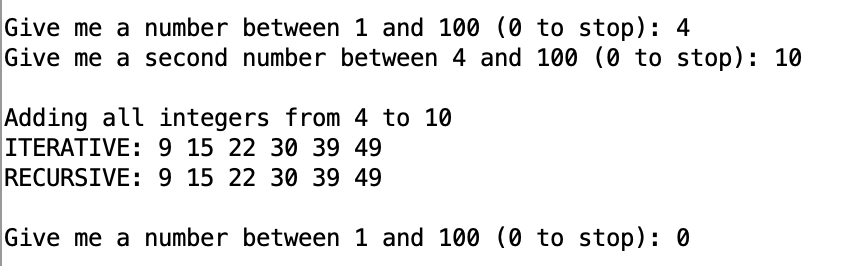 Give me a number between 1 and 100 (0 to stop): 4
Give me a second number between 4 and 100 (0 to stop): 10
Adding all integers from 4 to 10
ITERATIVE: 9 15 22 30 39 49
RECURSIVE: 9 15 22 30 39 49
Give me a number between 1 and 100 (0 to stop): 0